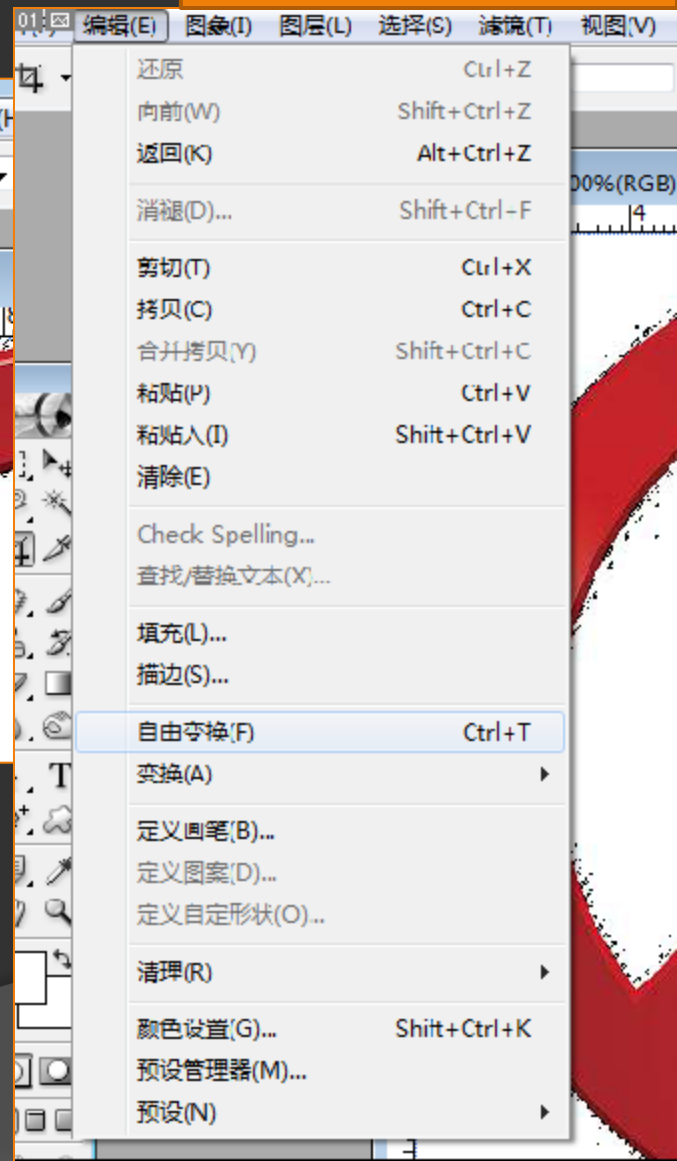 01
编辑(E) 图象(I) 图层(L) 选择(S) 滤镜(T) 视图(V)
还原 Ctrl+Z
向前(W) Shift+Ctrl+Z
返回(K) Alt+Ctrl+Z
00%(RGB)
消褪(D)... Shift+Ctrl+F
4
剪切(T) Ctrl+X
拷贝(C) Ctrl+C
合并拷贝(Y) Shift+Ctrl+C
粘贴(P) Ctrl+V
粘贴入(I) Shift+Ctrl+V
清除(E)
Check Spelling...
查找/替换文本(X)...
填充(L)...
描边(S)...
自由变换(F) Ctrl+T
变换(A)
T
定义画笔(B)...
定义图案(D)...
定义自定形状(O)...
清理(R)
颜色设置(G)... Shift+Ctrl+K
预设管理器(M)...
预设(N)